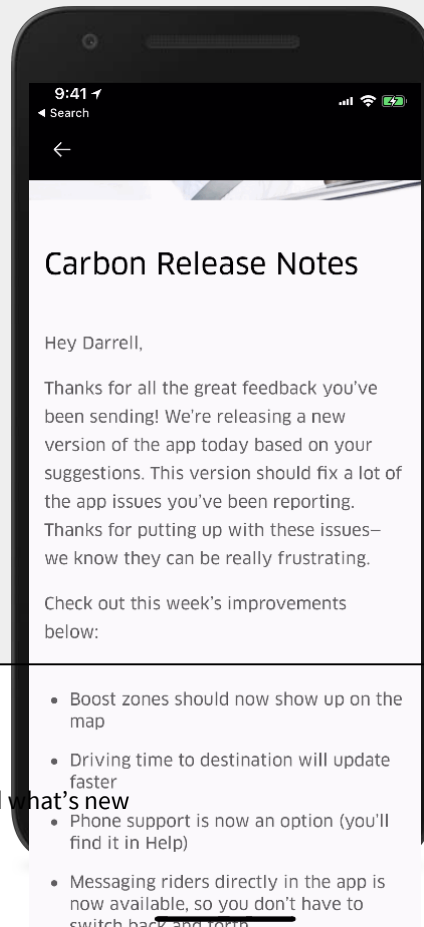 9:41
Search
Carbon Release Notes
Hey Darrell,
Thanks for all the great feedback you've
been sending! We're releasing a new
version of the app today based on your
suggestions. This version should fix a lot of
the app issues you've been reporting.
Thanks for putting up with these issues–
we know they can be really frustrating.
Check out this week's improvements
below:
• Boost zones should now show up on the
map
• Driving time to destination will update
faster
what's new
• Phone support is now an option (you'll
find it in Help)
• Messaging riders directly in the app is
now available, so you don't have to
switch back and forth